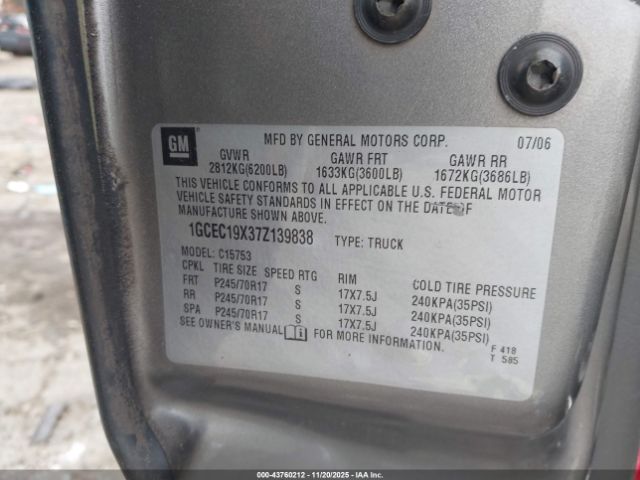 GM
MFD BY GENERAL MOTORS CORP. 07/06
GVWR GAWR FRT GAWR RR
2812KG(6200LB) 1633KG(3600LB) 1672KG(3686LB)
THIS VEHICLE CONFORMS TO ALL APPLICABLE U.S. FEDERAL MOTOR
VEHICLE SAFETY STANDARDS IN EFFECT ON THE DATE OF
MANUFACTURE SHOWN ABOVE.
1GCEC19X37Z139838 TYPE: TRUCK
MODEL: C15753
CPKL TIRE SIZE SPEED RTG RIM COLD TIRE PRESSURE
FRT P245/70R17 S 17X7.5J 240KPA(35PSI)
RR P245/70R17 S 17X7.5J 240KPA(35PSI)
SPA P245/70R17 S 17X7.5J 240KPA(35PSI)
SEE OWNER'S MANUAL i FOR MORE INFORMATION.
F 418
T 585
00-43760212 - 11/20/2025 - IAAI.com